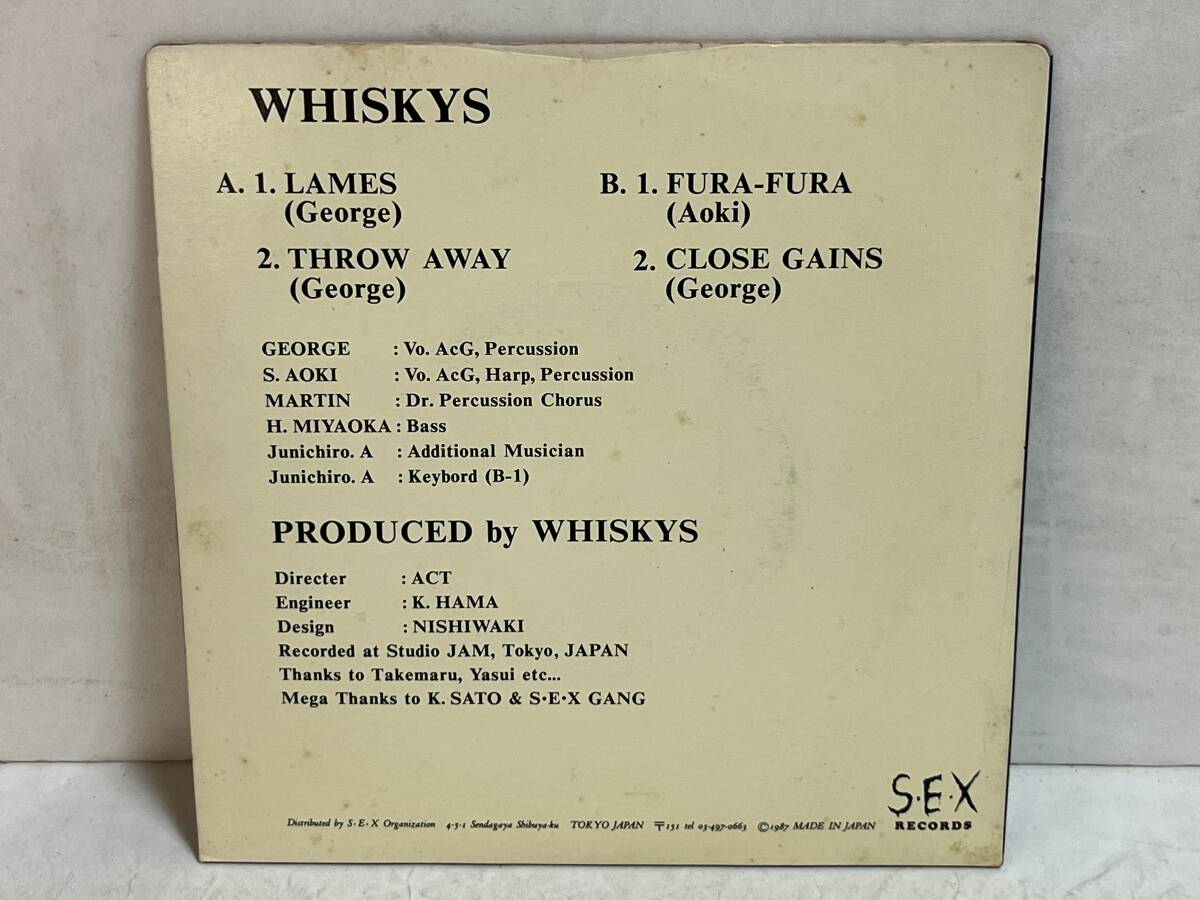 WHISKYS
A. 1. LAMES
(George)
2. THROW AWAY
(George)
B. 1. FURA-FURA
(Aoki)
2. CLOSE GAINS
(George)
GEORGE : Vo. AcG, Percussion
S. AOKI : Vo. AcG, Harp, Percussion
MARTIN : Dr. Percussion Chorus
H. MIYAOKA : Bass
Junichiro. A : Additional Musician
Junichiro. A : Keybord (B-1)
PRODUCED by WHISKYS
Directer : ACT
Engineer : K. HAMA
Design : NISHIWAKI
Recorded at Studio JAM, Tokyo, JAPAN
Thanks to Takemaru, Yasui etc...
Mega Thanks to K. SATO & S•E•X GANG
S.E.X
RECORDS
Distributed by S•E•X Organization 4-5-1 Sendagaya Shibuya-ku TOKYO JAPAN 〒151 tel 03-497-0663 ©1987 MADE IN JAPAN